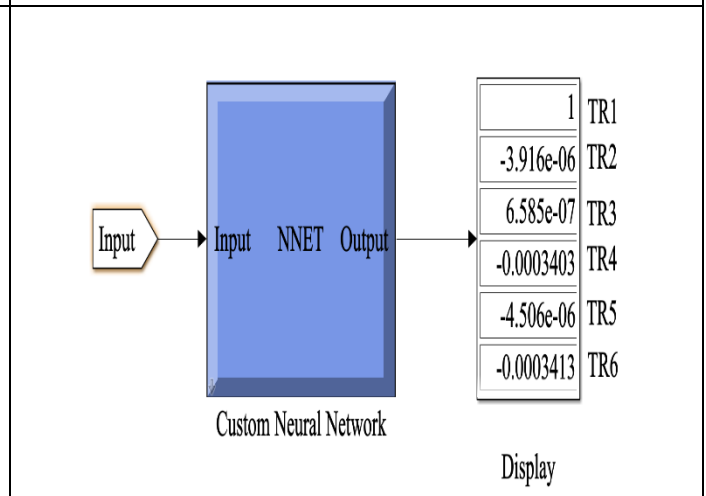 1 TR1
-3.916e-06 TR2
6.585e-07 TR3
Input Input NNET Output
-0.0003403 TR4
-4.506e-06 TR5
-0.0003413 TR6
Custom Neural Network
Display